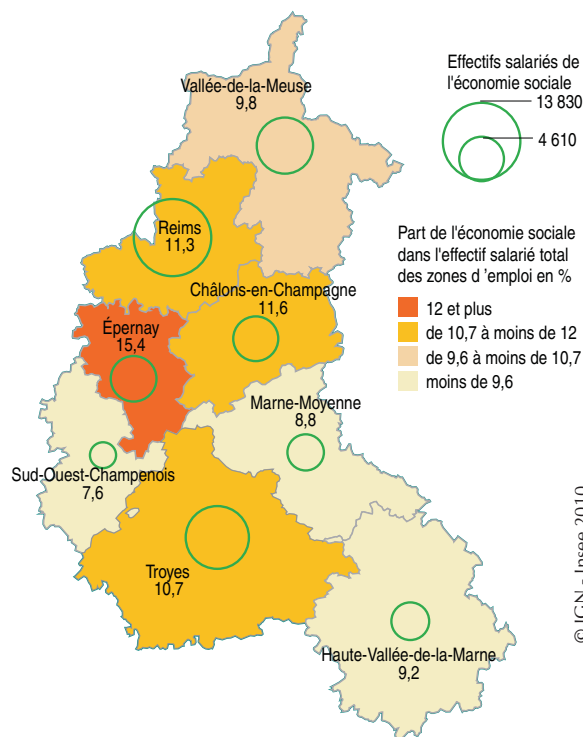 Effectifs salariés de
l'économie sociale
13 830
4 610
Part de l'économie sociale
dans l'effectif salarié total
des zones d 'emploi en %
12 et plus
de 10,7 à moins de 12
de 9,6 à moins de 10,7
moins de 9,6
Vallée-de-la-Meuse
9,8
Reims
11,3
Châlons-en-Champagne
11,6
Épernay
15,4
Marne-Moyenne
8,8
Sud-Ouest-Champenois
7,6
Troyes
10,7
Haute-Vallée-de-la-Marne
9,2
© IGN - Insee 2010